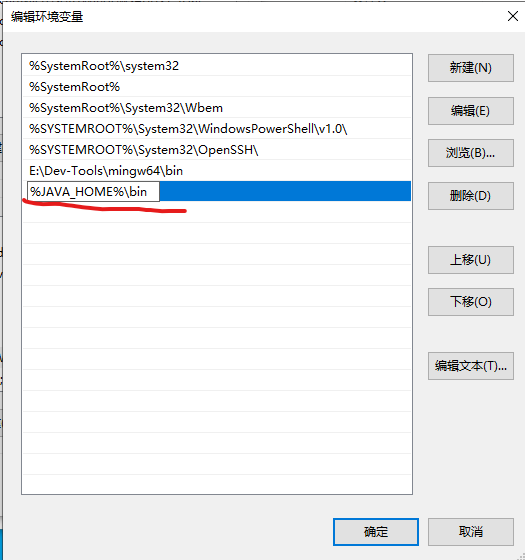 编辑环境变量
%SystemRoot%\system32
%SystemRoot%
%SystemRoot%\System32\Wbem
%SYSTEMROOT%\System32\WindowsPowerShell\v1.0\
%SYSTEMROOT%\System32\OpenSSH\
E:\Dev-Tools\mingw64\bin
%JAVA_HOME%\bin
新建(N)
编辑(E)
浏览(B)...
删除(D)
上移(U)
下移(O)
编辑文本(T)...
确定
取消